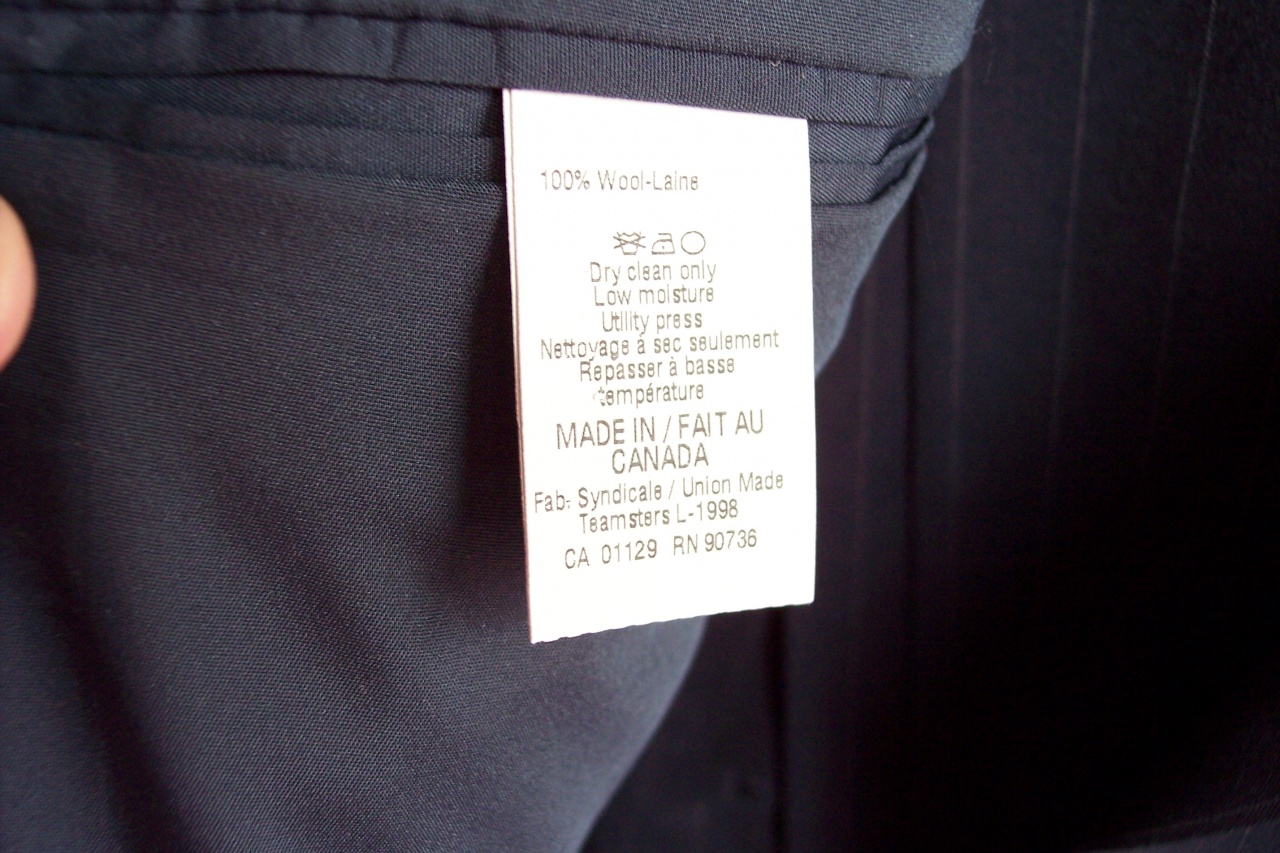 100% Wool-Laine
Dry clean only
Low moisture
Utility press
Nettoyage à sec seulement
Repasser à basse
température
MADE IN / FAIT AU
CANADA
Fab. Syndicale / Union Made
Teamsters L-1998
CA 01129 RN 90736